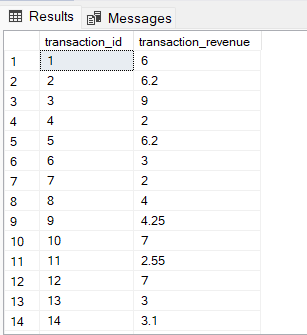 Results Messages
transaction_id transaction_revenue
1 1 6
2 2 6.2
3 3 9
4 4 2
5 5 6.2
6 6 3
7 7 2
8 8 4
9 9 4.25
10 10 7
11 11 2.55
12 12 7
13 13 3
14 14 3.1